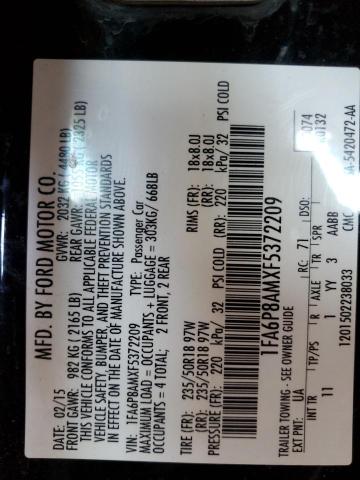 MFD. BY FORD MOTOR CO.
DATE: 02/15 GVWR: 2032 KG (4480 LB)
FRONT GAWR: 982 KG (2165 LB) REAR GAWR: 1055 KG (2325 LB)
THIS VEHICLE CONFORMS TO ALL APPLICABLE FEDERAL MOTOR
VEHICLE SAFETY, BUMPER, AND THEFT PREVENTION STANDARDS
IN EFFECT ON THE DATE OF MANUFACTURE SHOWN ABOVE.
VIN: 1FA6P8AMXF5372209 TYPE: Passenger Car
MAXIMUM LOAD = OCCUPANTS + LUGGAGE = 303KG/ 668LB
OCCUPANTS = 4 TOTAL; 2 FRONT, 2 REAR
TIRE (FR): 235/50R18 97W RIMS (FR): 18x8.0J
(RR): 235/50R18 97W (RR): 18x8.0J
PRESSURE (FR): 220 kPa/ 32 PSI COLD (RR): 220 kPa/ 32 PSI COLD
1FA6P8AMXF5372209
TRAILER TOWING - SEE OWNER GUIDE
EXT PNT: UA RC: 71 DSO:
INT TR TP/PS R AXLE TR SPR
11 1 YY 3 AABB
1201502238033